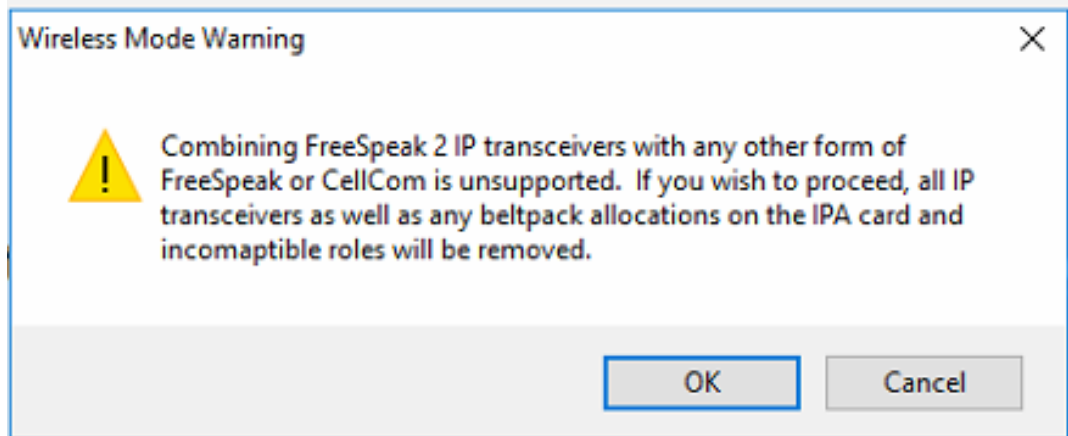 Wireless Mode Warning
Combining FreeSpeak 2 IP transceivers with any other form of
FreeSpeak or CellCom is unsupported.  If you wish to proceed, all IP
transceivers as well as any beltpack allocations on the IPA card and
incomaptible roles will be removed.
OK
Cancel